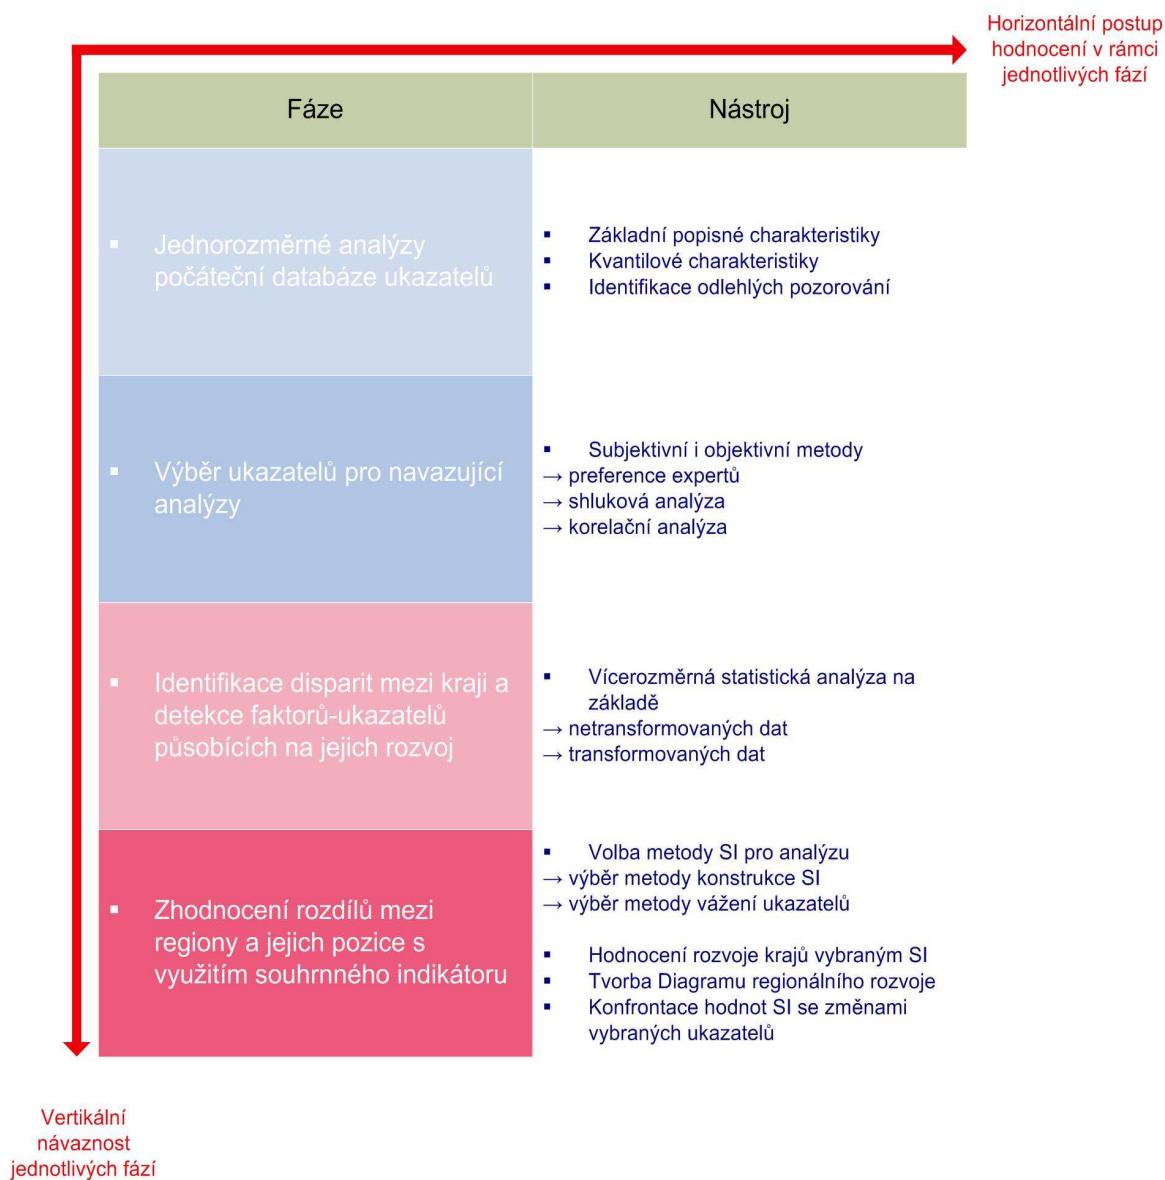 Horizontální postup
hodnocení v rámci
jednotlivých fází
Fáze
Nástroj
▪ Jednorozměrné analýzy
počáteční databáze ukazatelů
▪ Základní popisné charakteristiky
▪ Kvantilové charakteristiky
▪ Identifikace odlehlých pozorování
▪ Výběr ukazatelů pro navazující
analýzy
▪ Subjektivní i objektivní metody
→ preference expertů
→ shluková analýza
→ korelační analýza
▪ Identifikace disparit mezi kraji a
detekce faktorů-ukazatelů
působících na jejich rozvoj
▪ Vícerozměrná statistická analýza na
základě
→ netransformovaných dat
→ transformovaných dat
▪ Zhodnocení rozdílů mezi
regiony a jejich pozice s
využitím souhrnného indikátoru
▪ Volba metody SI pro analýzu
→ výběr metody konstrukce SI
→ výběr metody vážení ukazatelů
▪ Hodnocení rozvoje krajů vybraným SI
▪ Tvorba Diagramu regionálního rozvoje
▪ Konfrontace hodnot SI se změnami
vybraných ukazatelů
Vertikální
návaznost
jednotlivých fází